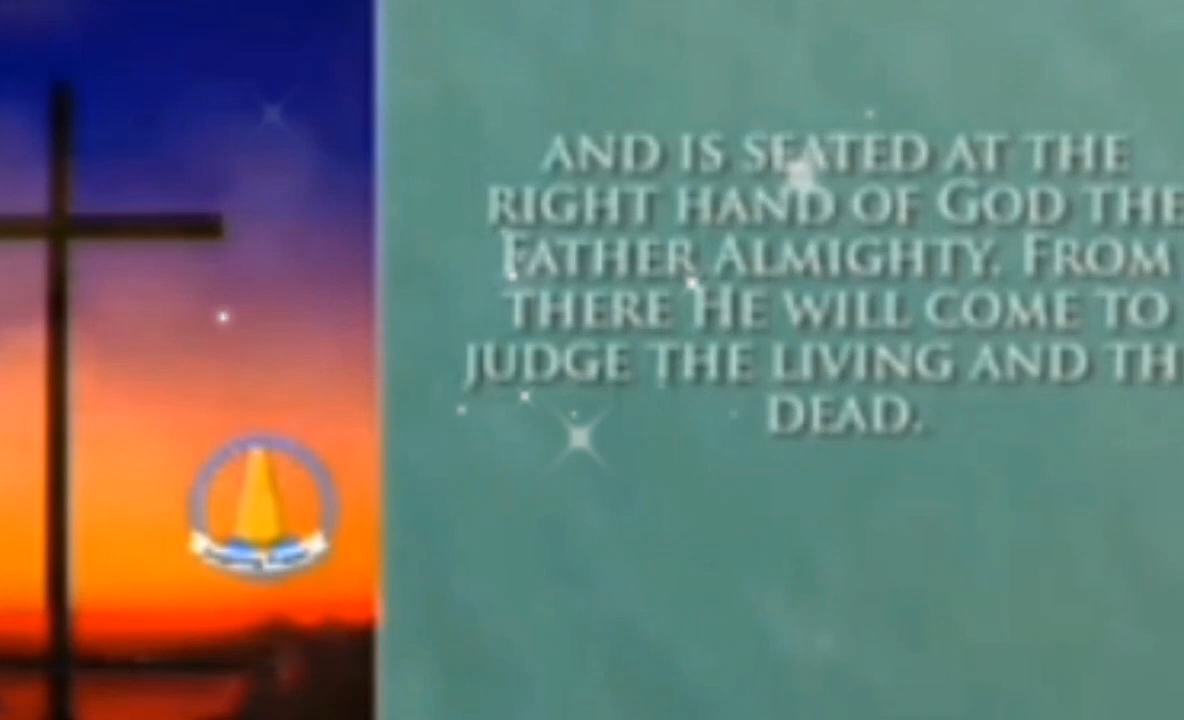 AND IS SEATED AT THE
RIGHT HAND OF GOD THE
FATHER ALMIGHTY. FROM
THERE HE WILL COME TO
JUDGE THE LIVING AND TH
DEAD.